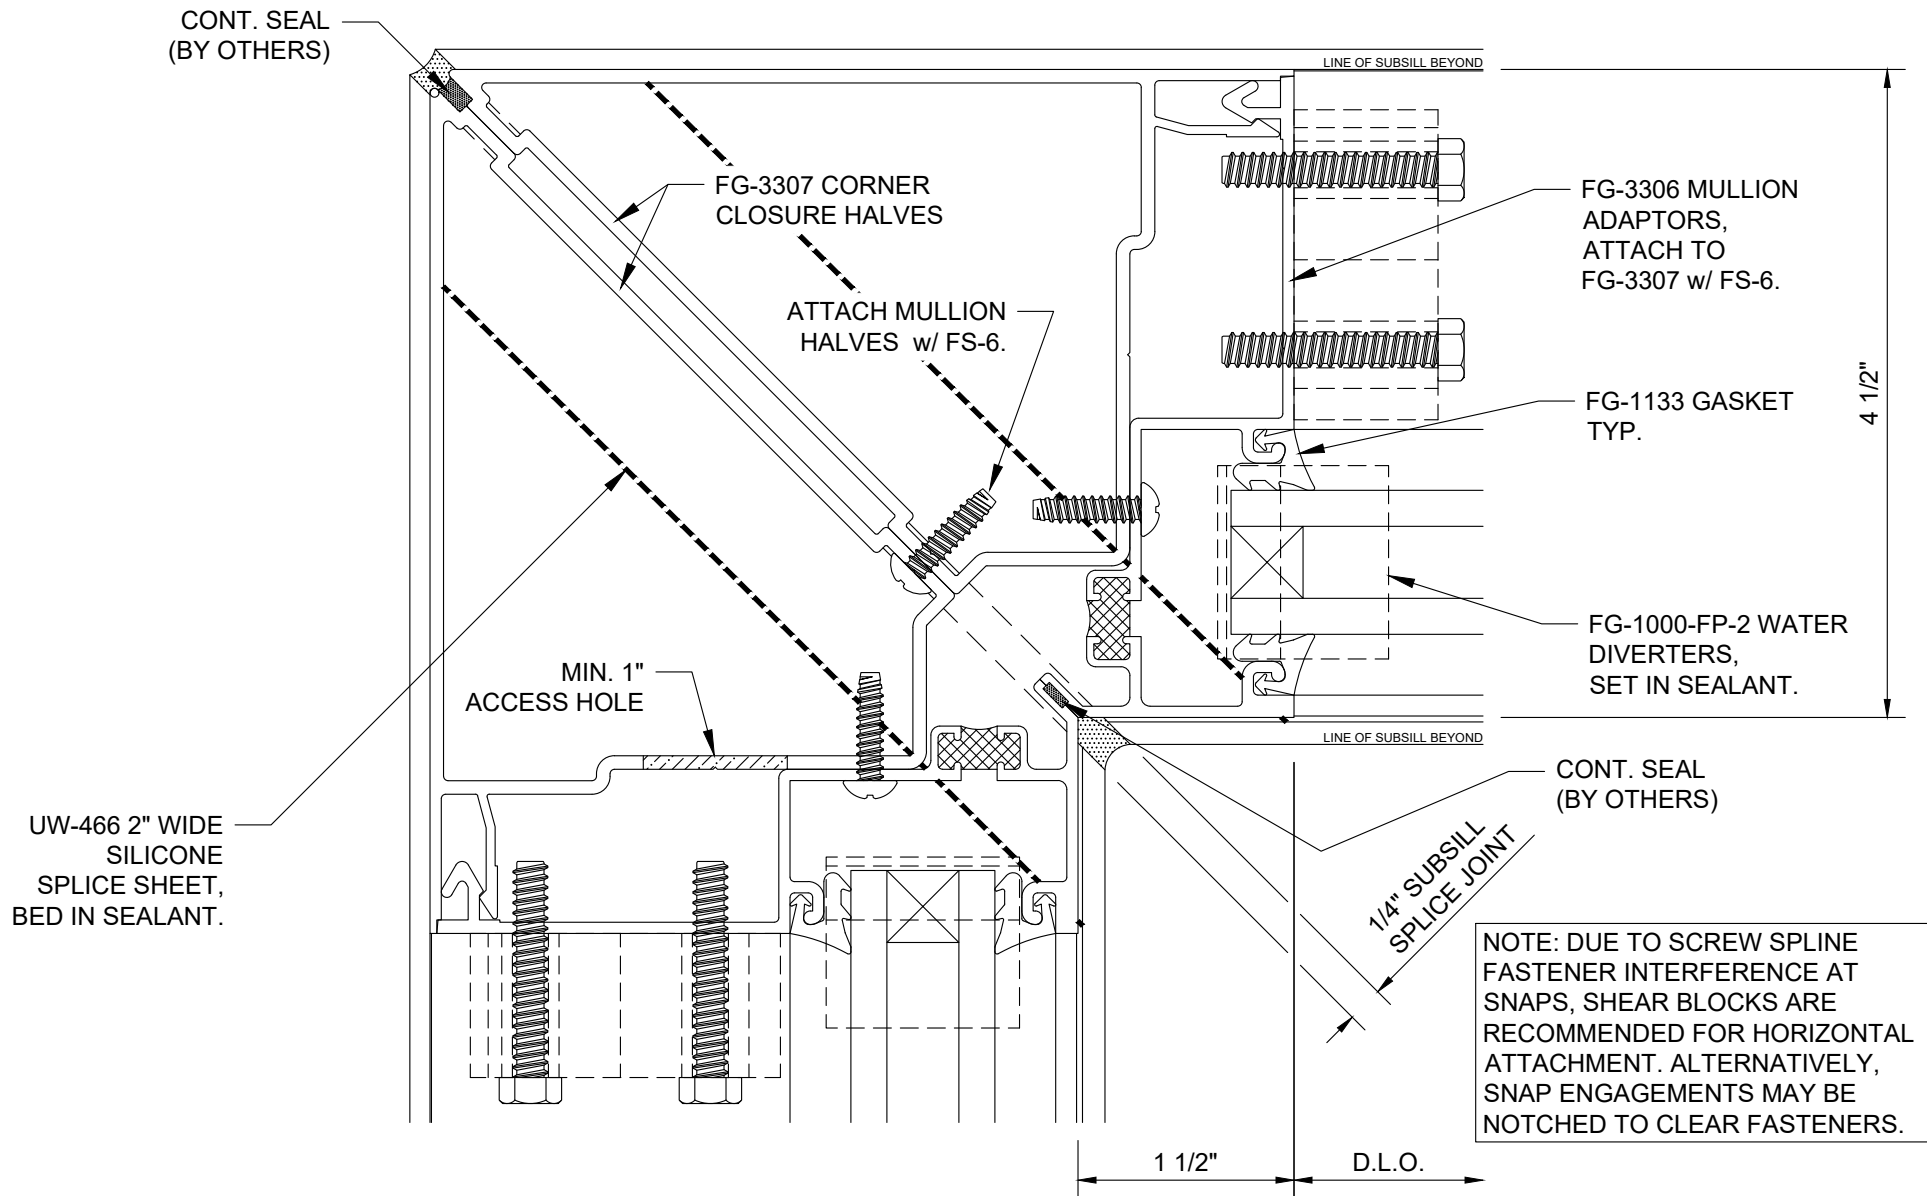 CONT. SEAL
(BY OTHERS)
LINE OF SUBSILL BEYOND
FG-3307 CORNER
CLOSURE HALVES
FG-3306 MULLION
ADAPTORS,
ATTACH TO
FG-3307 w/ FS-6.
ATTACH MULLION
HALVES w/ FS-6.
4 1/2"
FG-1133 GASKET
TYP.
FG-1000-FP-2 WATER
DIVERTERS,
SET IN SEALANT.
MIN. 1"
ACCESS HOLE
LINE OF SUBSILL BEYOND
CONT. SEAL
(BY OTHERS)
UW-466 2" WIDE
SILICONE
SPLICE SHEET,
BED IN SEALANT.
1/4" SUBSILL
SPLICE JOINT
NOTE: DUE TO SCREW SPLINE
FASTENER INTERFERENCE AT
SNAPS, SHEAR BLOCKS ARE
RECOMMENDED FOR HORIZONTAL
ATTACHMENT. ALTERNATIVELY,
SNAP ENGAGEMENTS MAY BE
NOTCHED TO CLEAR FASTENERS.
1 1/2"
D.L.O.